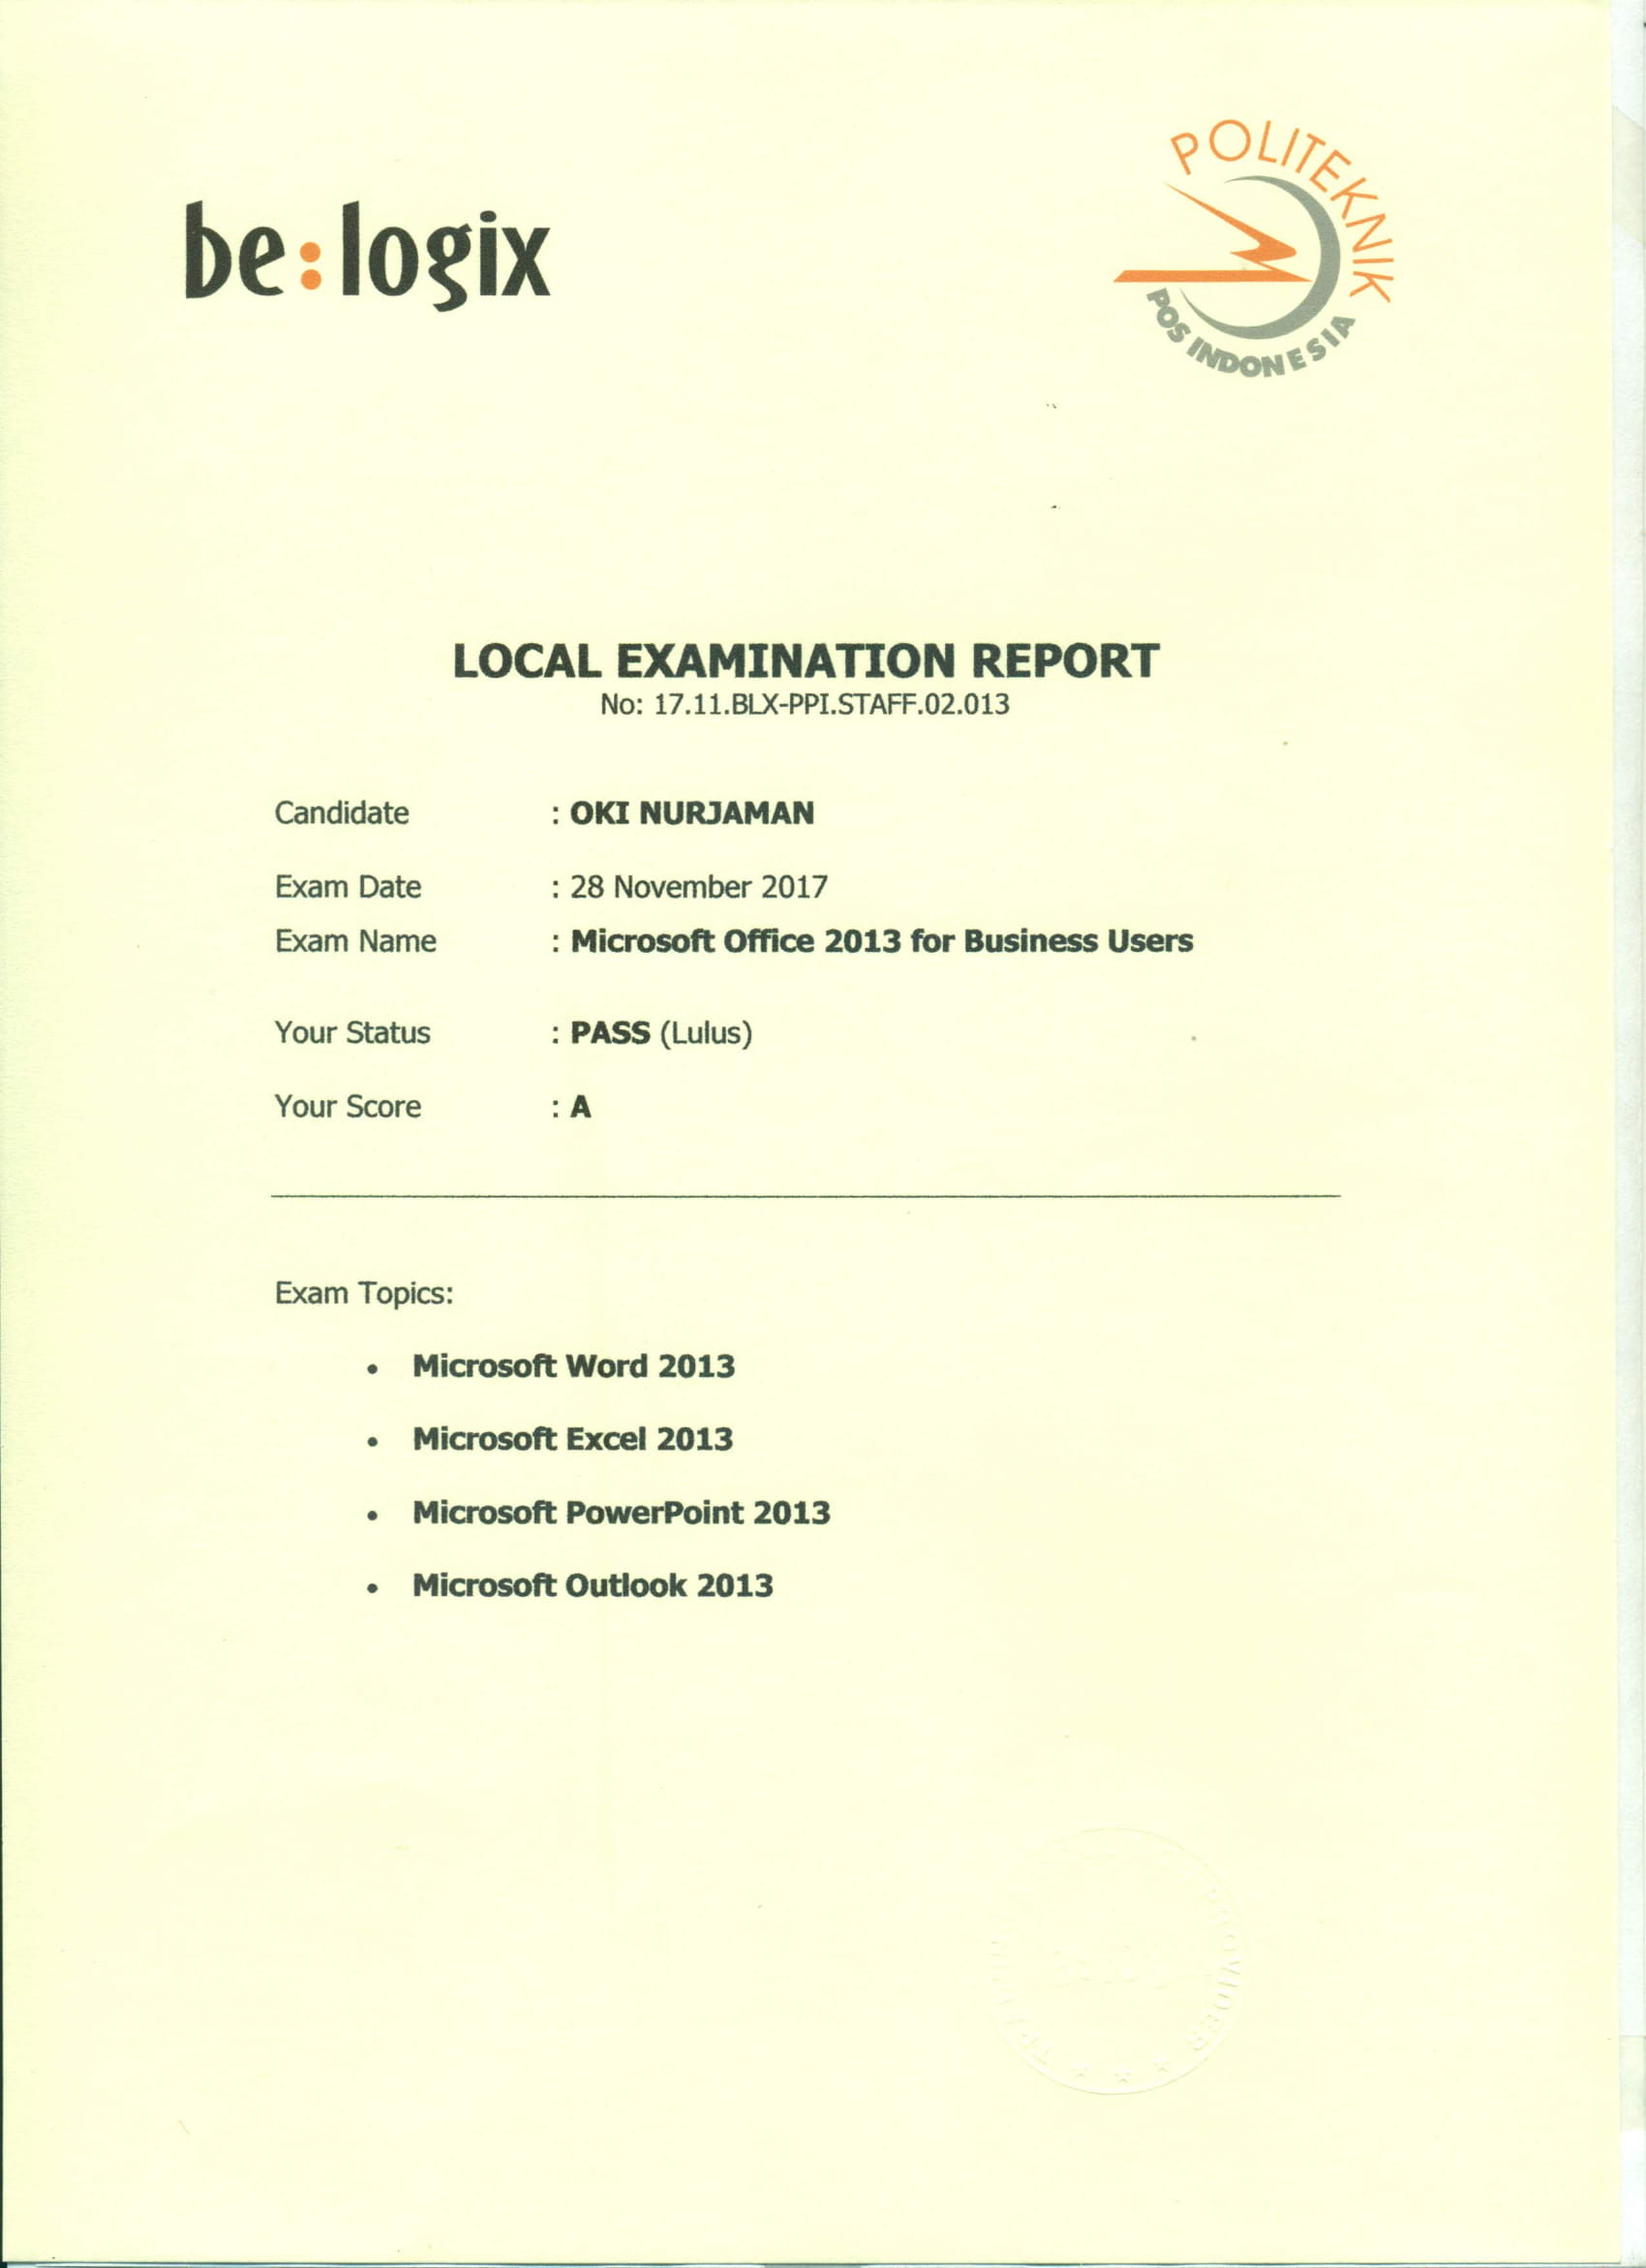 be:logix
POLITEKNIK
POS INDONESIA
LOCAL EXAMINATION REPORT
No: 17.11.BLX-PPI.STAFF.02.013
Candidate : OKI NURJAMAN
Exam Date : 28 November 2017
Exam Name : Microsoft Office 2013 for Business Users
Your Status : PASS (Lulus)
Your Score : A
Exam Topics:
• Microsoft Word 2013
• Microsoft Excel 2013
• Microsoft PowerPoint 2013
• Microsoft Outlook 2013